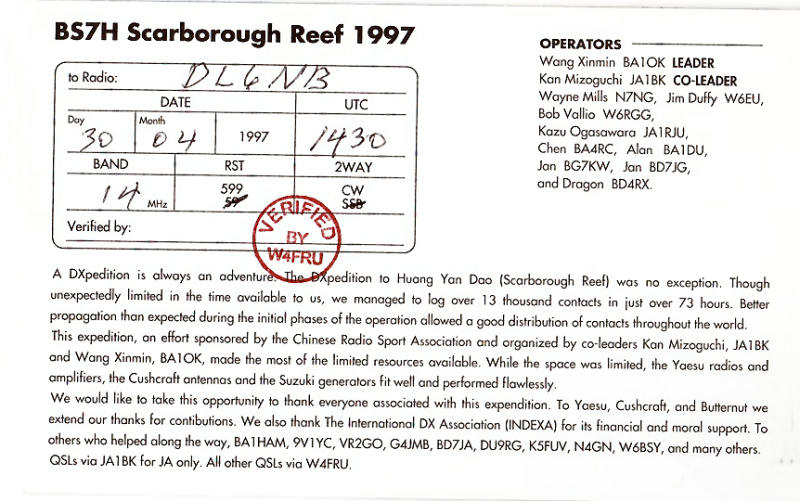 BS7H Scarborough Reef 1997
to Radio: DL6NB
DATE UTC
Day 30 Month 04 1997 1430
BAND RST 2WAY
14 MHz 599 59 CW SSB
Verified by:
VERIFIED
BY
W4FRU
OPERATORS
Wang Xinmin BA1OK LEADER
Kan Mizoguchi JA1BK CO-LEADER
Wayne Mills N7NG, Jim Duffy W6EU,
Bob Vallio W6RGG,
Kazu Ogasawara JA1RJU,
Chen BA4RC, Alan BA1DU,
Jan BG7KW, Jan BD7JG,
and Dragon BD4RX.
A DXpedition is always an adventure. The DXpedition to Huang Yan Dao (Scarborough Reef) was no exception. Though
unexpectedly limited in the time available to us, we managed to log over 13 thousand contacts in just over 73 hours. Better
propagation than expected during the initial phases of the operation allowed a good distribution of contacts throughout the world.
This expedition, an effort sponsored by the Chinese Radio Sport Association and organized by co-leaders Kan Mizoguchi, JA1BK
and Wang Xinmin, BA1OK, made the most of the limited resources available. While the space was limited, the Yaesu radios and
amplifiers, the Cushcraft antennas and the Suzuki generators fit well and performed flawlessly.
We would like to take this opportunity to thank everyone associated with this expendition. To Yaesu, Cushcraft, and Butternut we
extend our thanks for contibutions. We also thank The International DX Association (INDEXA) for its financial and moral support. To
others who helped along the way, BA1HAM, 9V1YC, VR2GO, G4JMB, BD7JA, DU9RG, K5FUV, N4GN, W6BSY, and many others.
QSLs via JA1BK for JA only. All other QSLs via W4FRU.